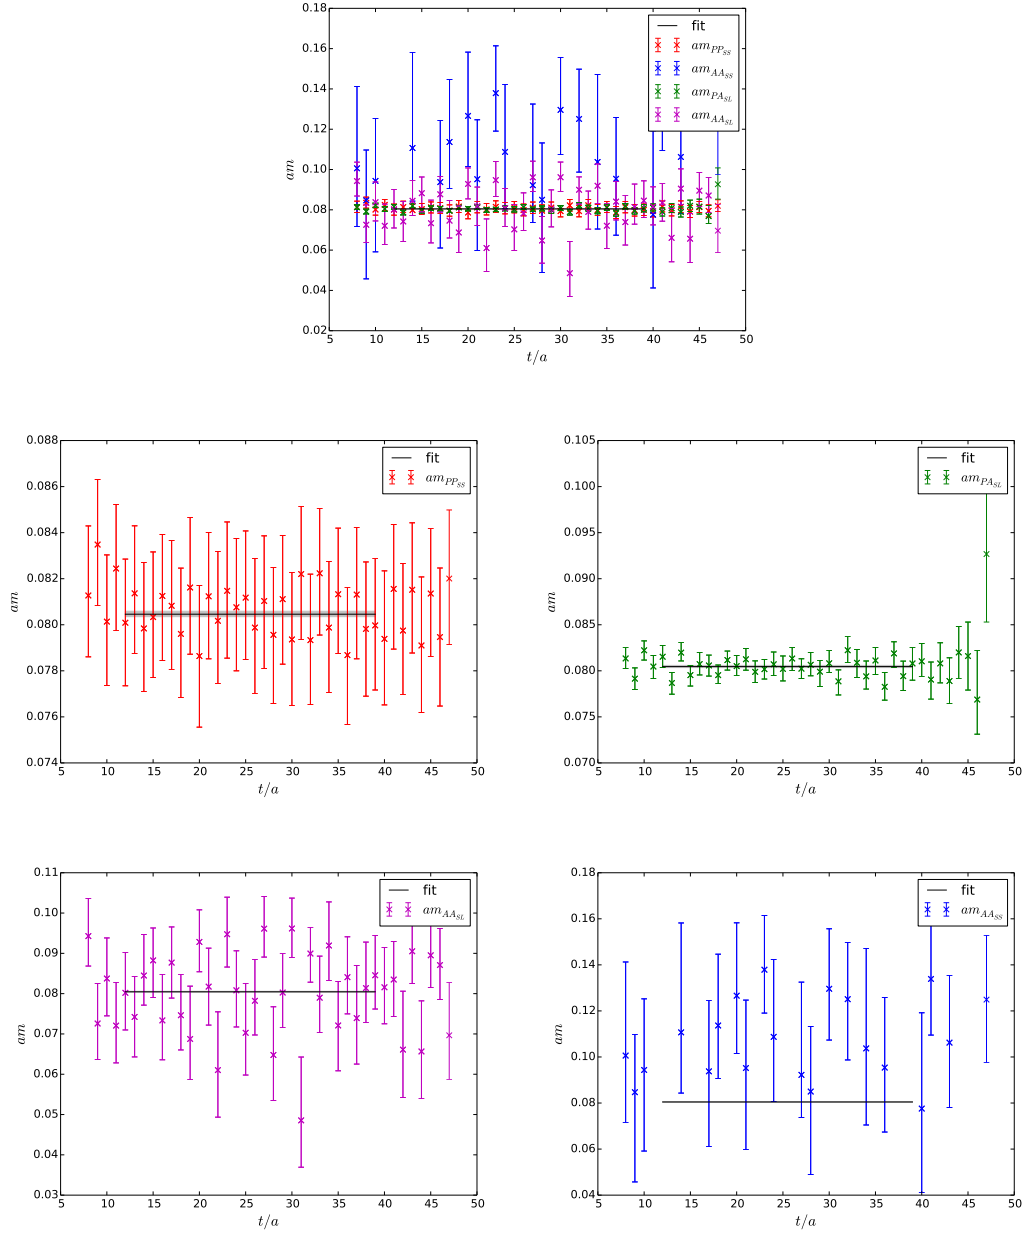 0.18
0.16
0.14
0.12
0.10
0.08
0.06
0.04
0.02
am
5 10 15 20 25 30 35 40 45 50
t/a
fit
am_{PP_{SS}}
am_{AA_{SS}}
am_{PA_{SL}}
am_{AA_{SL}}
0.088
0.086
0.084
0.082
0.080
0.078
0.076
0.074
am
5 10 15 20 25 30 35 40 45 50
t/a
fit
am_{PP_{SS}}
0.105
0.100
0.095
0.090
0.085
0.080
0.075
0.070
am
5 10 15 20 25 30 35 40 45 50
t/a
fit
am_{PA_{SL}}
0.11
0.10
0.09
0.08
0.07
0.06
0.05
0.04
0.03
am
5 10 15 20 25 30 35 40 45 50
t/a
fit
am_{AA_{SL}}
0.18
0.16
0.14
0.12
0.10
0.08
0.06
0.04
am
5 10 15 20 25 30 35 40 45 50
t/a
fit
am_{AA_{SS}}